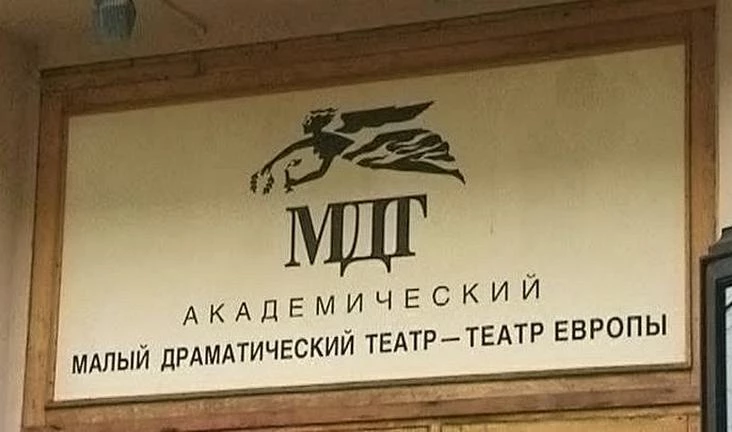 МДТ
АКАДЕМИЧЕСКИЙ
МАЛЫЙ ДРАМАТИЧЕСКИЙ ТЕАТР – ТЕАТР ЕВРОПЫ